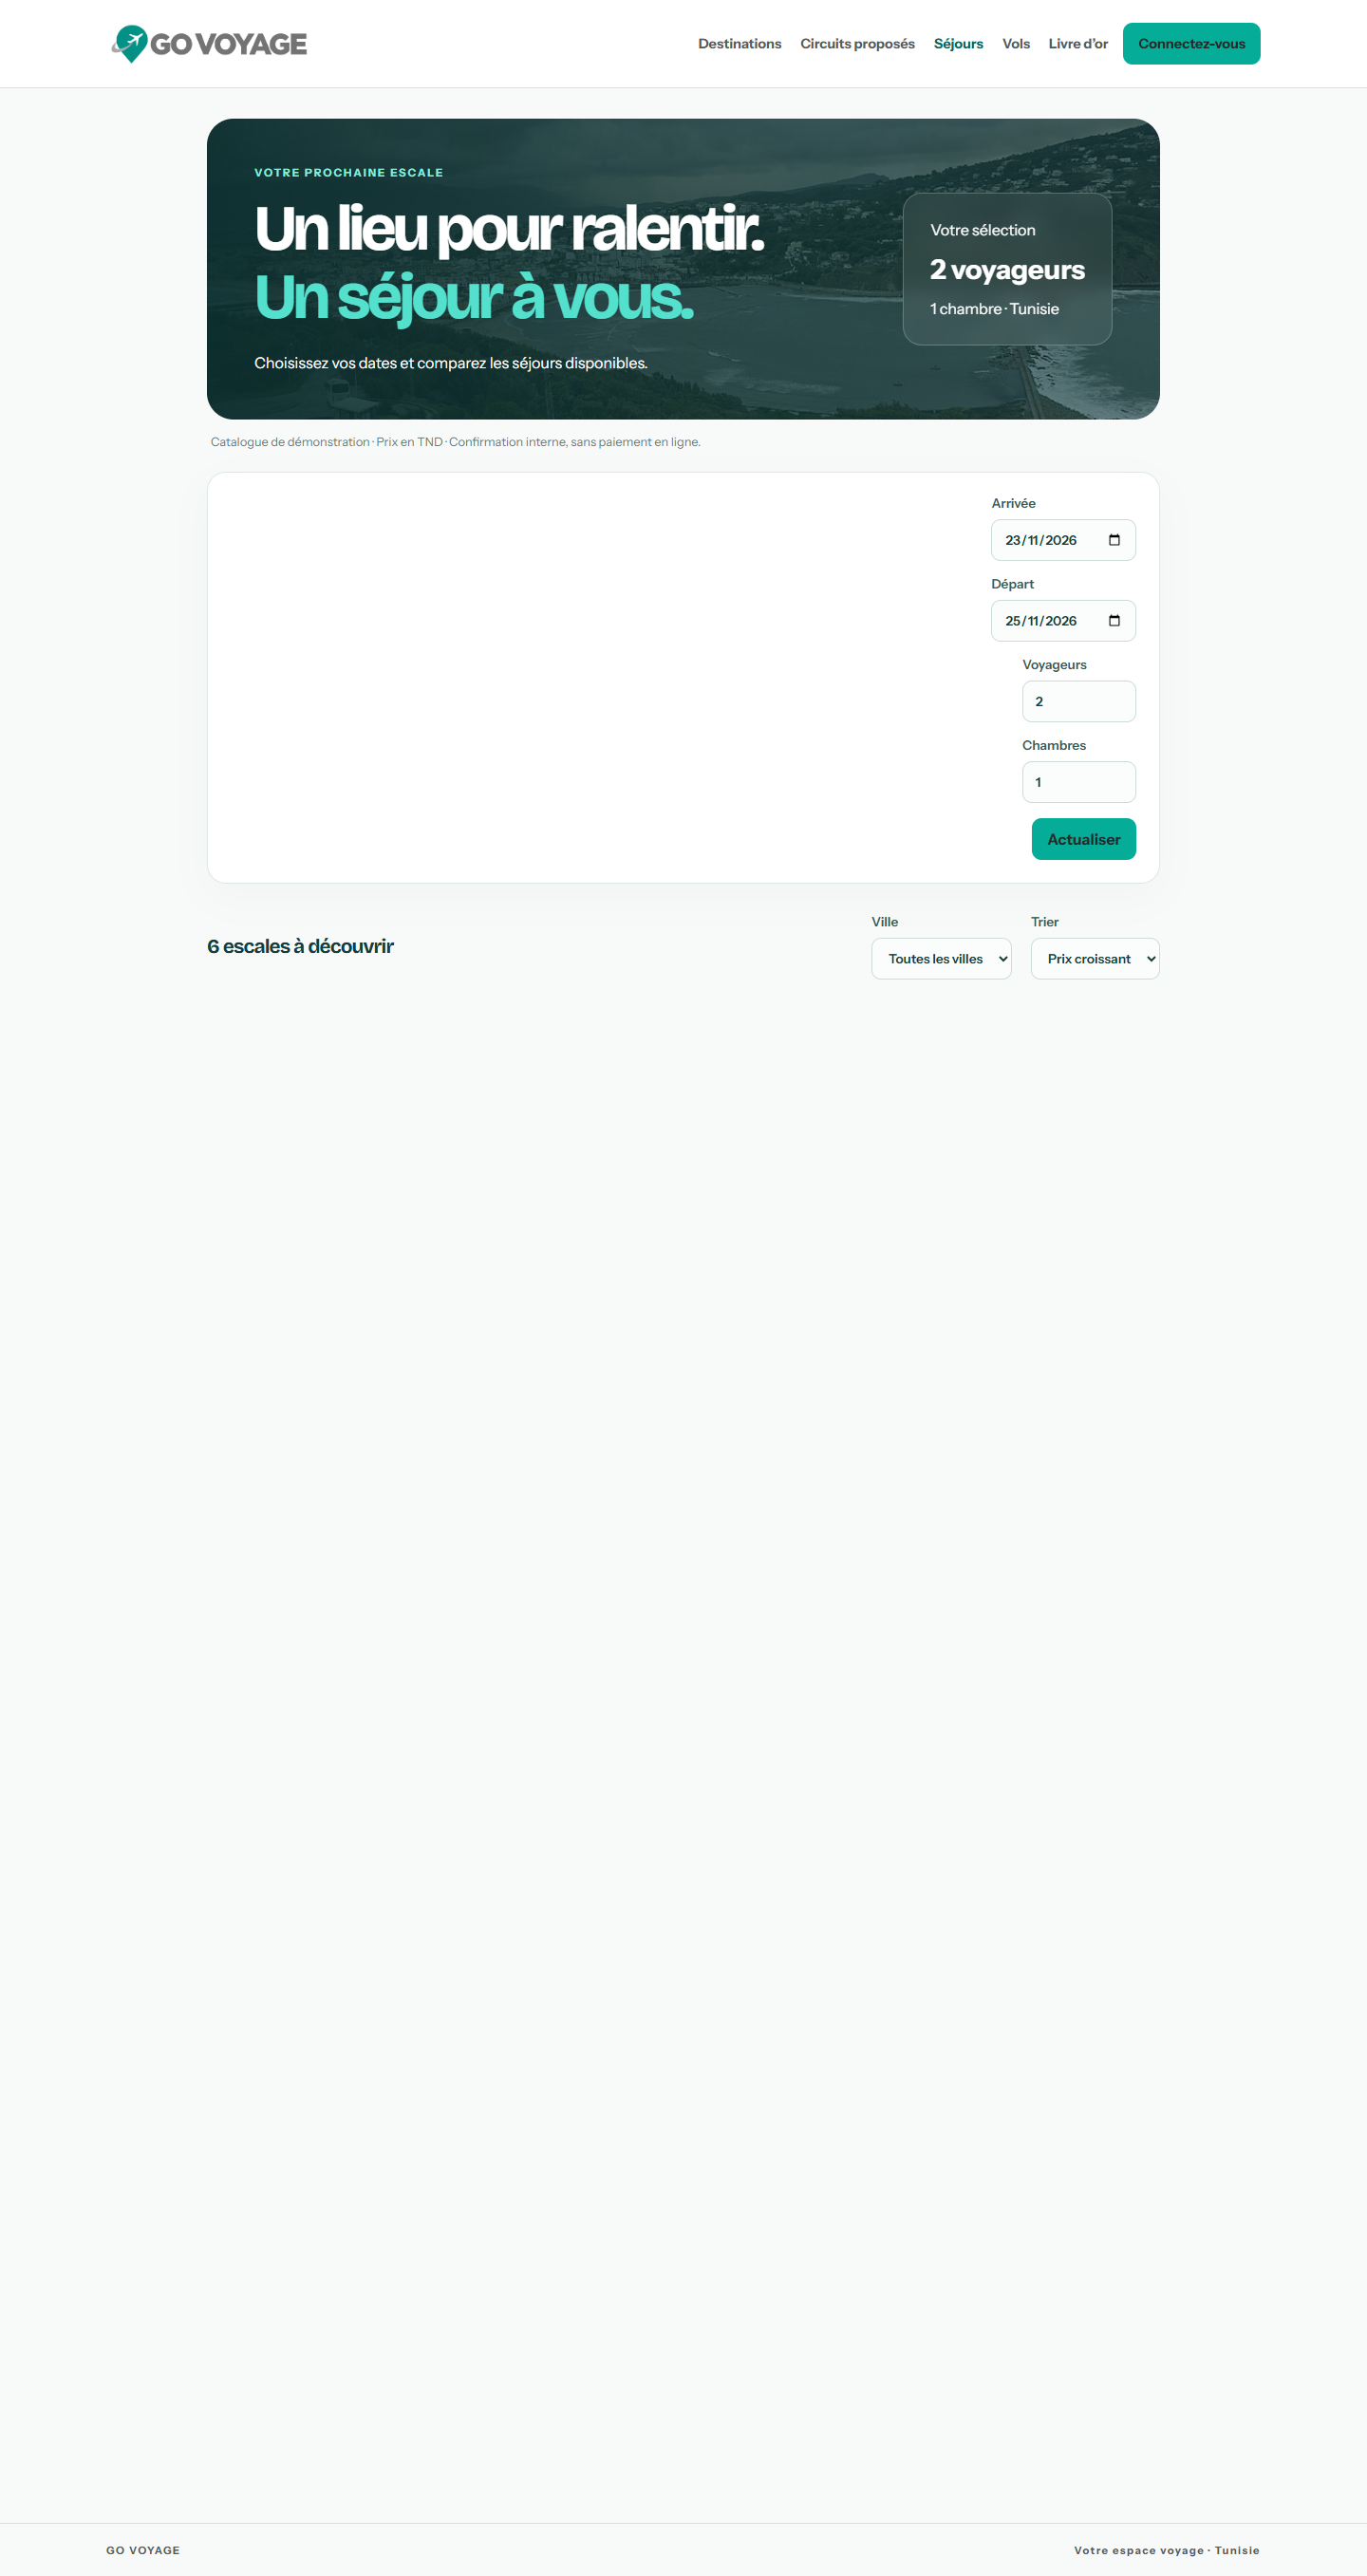 GO VOYAGE
Destinations
Circuits proposés
Séjours
Vols
Livre d’or
Connectez-vous
VOTRE PROCHAINE ESCALE
Un lieu pour ralentir.
Un séjour à vous.
Choisissez vos dates et comparez les séjours disponibles.
Votre sélection
2 voyageurs
1 chambre · Tunisie
Catalogue de démonstration · Prix en TND · Confirmation interne, sans paiement en ligne.
Arrivée
23/11/2026
Départ
25/11/2026
Voyageurs
2
Chambres
1
Actualiser
6 escales à découvrir
Ville
Toutes les villes
Trier
Prix croissant
GO VOYAGE
Votre espace voyage · Tunisie